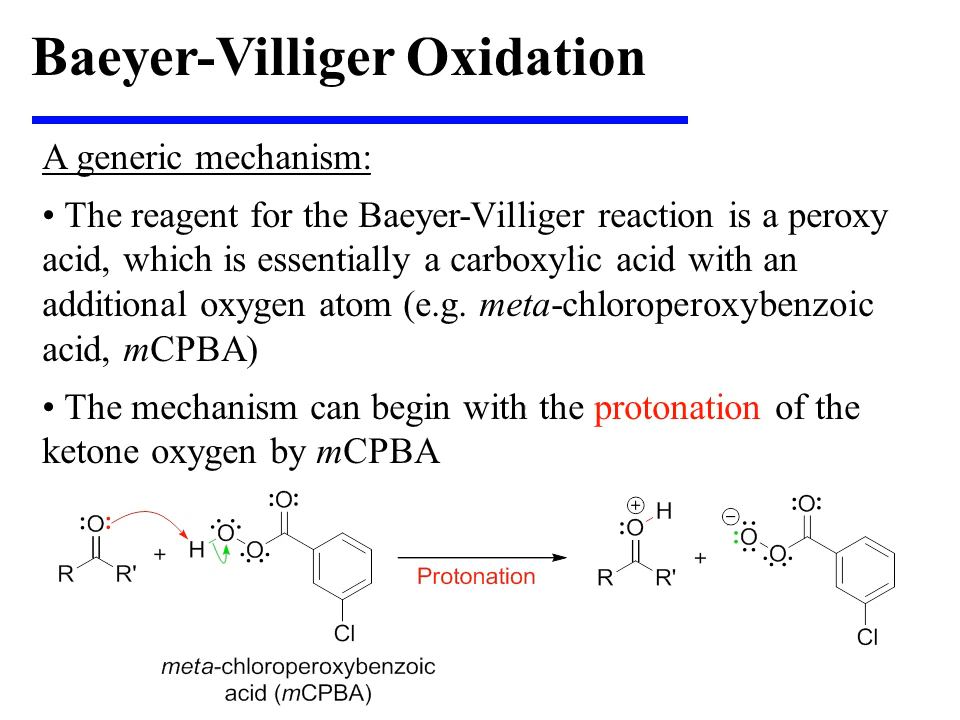 Baeyer-Villiger Oxidation
A generic mechanism:
• The reagent for the Baeyer-Villiger reaction is a peroxy
acid, which is essentially a carboxylic acid with an
additional oxygen atom (e.g. meta-chloroperoxybenzoic
acid, mCPBA)
• The mechanism can begin with the protonation of the
ketone oxygen by mCPBA
O
R R'
+
H O O O
Cl
Protonation
+ H
O
R R'
+
− O O O
Cl
meta-chloroperoxybenzoic
acid (mCPBA)